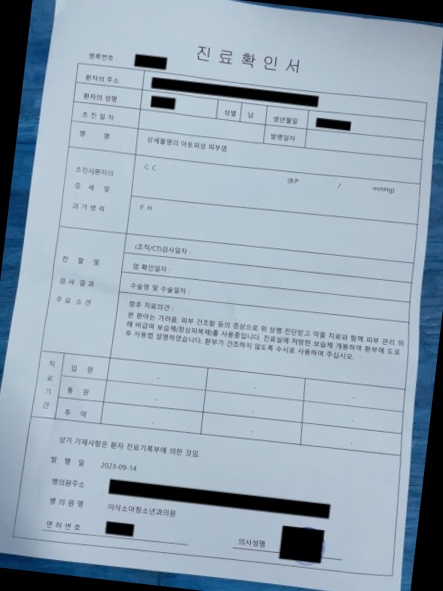 진료확인서
병록번호 :
환자의 주소
환자의 성명 성별 남 생년월일
초진일자 발병일자
병 명 상세불명의 아토피성 피부염
초진시환자의 증세 및 과거병력
C. C
(B.P / mmHg)
P. H
진찰 및 검사결과 주요소견
(조직/CT)검사일자 :
암 확인일자 :
수술명 및 수술일자 :
향후 치료의견 :
본 환아는 가려움, 피부 건조함 등의 증상으로 위 상병 진단받고 약물 치료와 함께 피부 관리 위
해 비급여 보습제(창상피복재)를 사용중입니다. 진료실에 처방한 보습제 개봉하여 환부에 도포
후 사용법 설명하였습니다. 환부가 건조하지 않도록 수시로 사용하여 주십시오.
치료기간
입 원 - - -
통 원 - - -
투 약 - - -
상기 기재사항은 환자 진료기록부에 의한 것임.
발 행 일 2023-09-14
병의원주소
병의원명 이삭소아청소년과의원
면허번호 의사성명